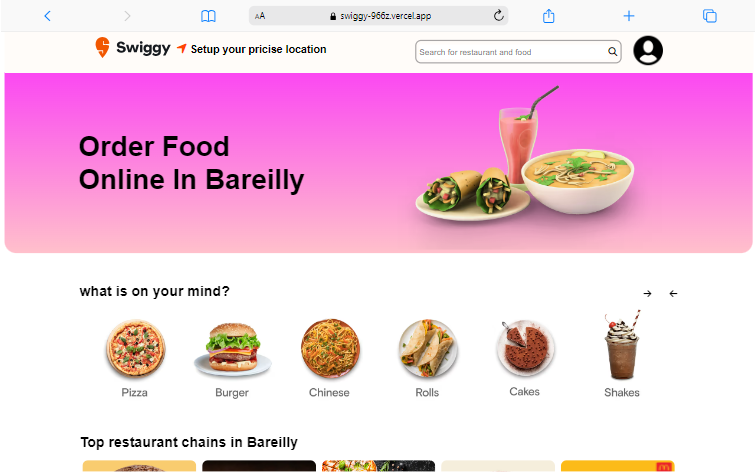 AA
swiggy-966z.vercel.app
Swiggy
Setup your pricise location
Search for restaurant and food
Order Food
Online In Bareilly
what is on your mind?
Pizza
Burger
Chinese
Rolls
Cakes
Shakes
Top restaurant chains in Bareilly